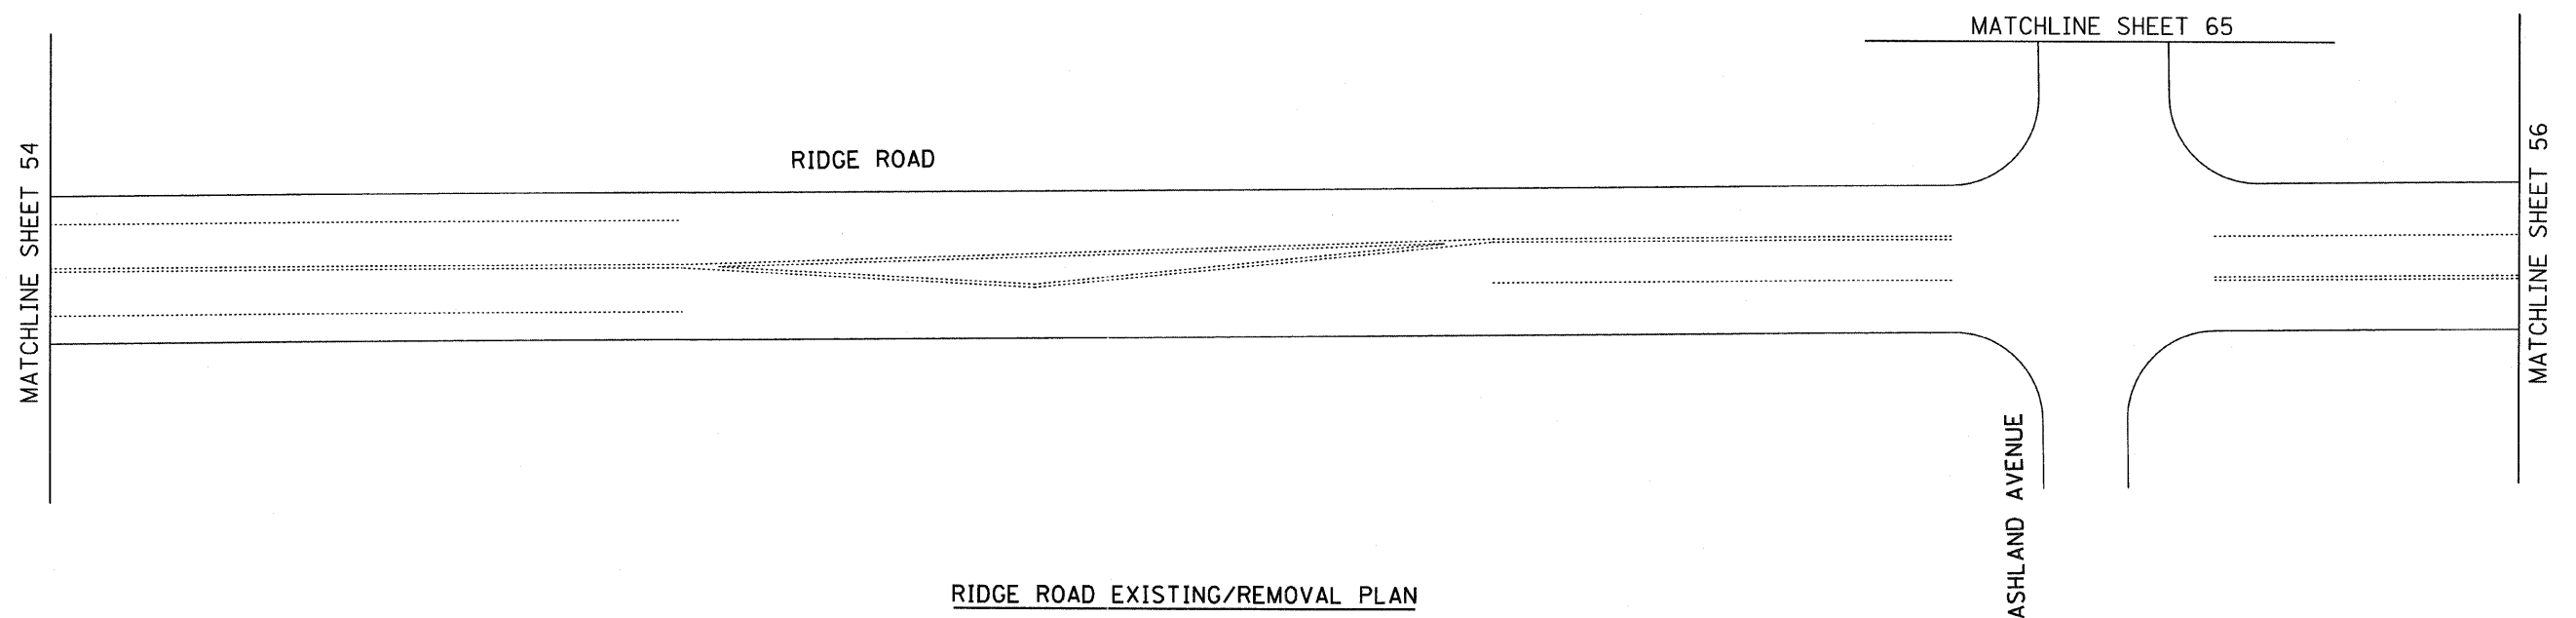 MATCHLINE SHEET 65
MATCHLINE SHEET 54
RIDGE ROAD
MATCHLINE SHEET 56
ASHLAND AVENUE
RIDGE ROAD EXISTING/REMOVAL PLAN